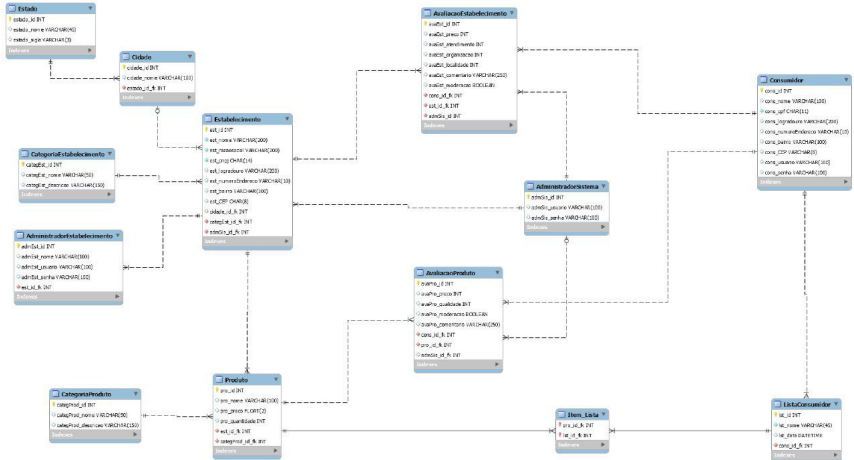 Estado
estado_id INT
estado_nome VARCHAR(40)
estado_sigla VARCHAR(3)
Indexes
Cidade
cidade_id INT
cidade_nome VARCHAR(100)
estado_id_fk INT
Indexes
CategoriaEstabelecimento
categEst_id INT
categEst_nome VARCHAR(50)
categEst_descricao VARCHAR(150)
Indexes
AdministradorEstabelecimento
admEst_id INT
admEst_nome VARCHAR(100)
admEst_usuario VARCHAR(100)
admEst_senha VARCHAR(100)
est_id_fk INT
Indexes
Estabelecimento
est_id INT
est_nome VARCHAR(200)
est_razaosocial VARCHAR(200)
est_cnpj CHAR(14)
est_logradouro VARCHAR(200)
est_numeroEndereco VARCHAR(10)
est_bairro VARCHAR(100)
est_CEP CHAR(8)
cidade_id_fk INT
categEst_id_fk INT
admSis_id_fk INT
Indexes
AvaliacaoEstabelecimento
avaEst_id INT
avaEst_preco INT
avaEst_atendimento INT
avaEst_organizacao INT
avaEst_localidade INT
avaEst_comentario VARCHAR(250)
avaEst_moderacao BOOLEAN
cons_id_fk INT
est_id_fk INT
admSis_id INT
Indexes
Consumidor
cons_id INT
cons_nome VARCHAR(100)
cons_cpf CHAR(11)
cons_logradouro VARCHAR(200)
cons_numeroEndereco VARCHAR(10)
cons_bairro VARCHAR(100)
cons_CEP VARCHAR(8)
cons_usuario VARCHAR(100)
cons_senha VARCHAR(100)
Indexes
AdministradorSistema
admSis_id INT
admSis_usuario VARCHAR(100)
admSis_senha VARCHAR(100)
Indexes
AvaliacaoProduto
avaPro_id INT
avaPro_preco INT
avaPro_qualidade INT
avaPro_moderacao BOOLEAN
avaPro_comentario VARCHAR(250)
cons_id_fk INT
pro_id_fk INT
admSis_id_fk INT
Indexes
CategoriaProduto
categProd_id INT
categProd_nome VARCHAR(50)
categProd_descricao VARCHAR(150)
Indexes
Produto
pro_id INT
pro_nome VARCHAR(100)
pro_preco FLOAT(2)
pro_quantidade INT
est_id_fk INT
categProd_id_fk INT
Indexes
Item_Lista
pro_id_fk INT
lst_id_fk INT
Indexes
ListaConsumidor
lst_id INT
lst_nome VARCHAR(45)
lst_data DATETIME
cons_id_fk INT
Indexes